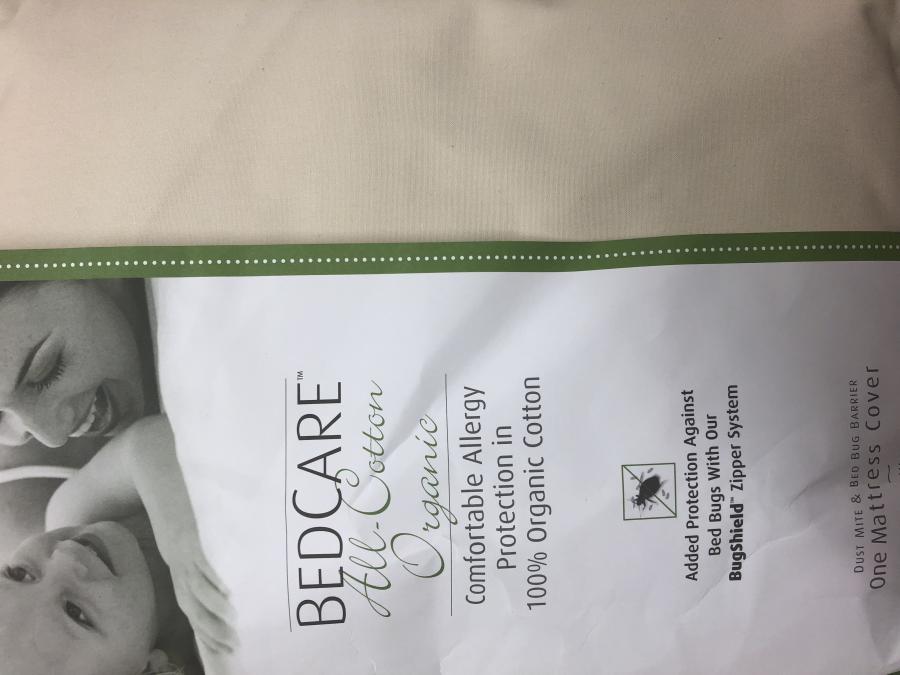 BEDCARE™
All-Cotton
Organic
Comfortable Allergy
Protection in
100% Organic Cotton
Added Protection Against
Bed Bugs With Our
BugShield™ Zipper System
DUST MITE & BED BUG BARRIER
One Mattress Cover